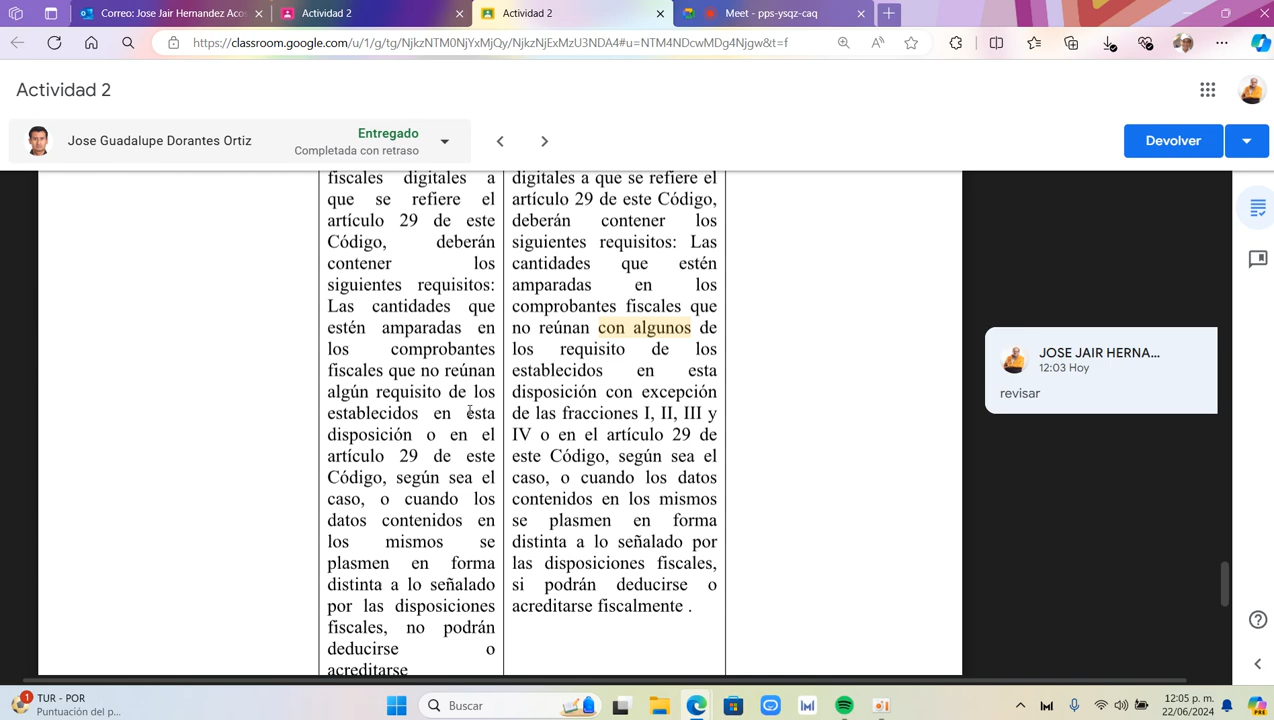 Correo: Jose Jair Hernandez Acos
Actividad 2
Actividad 2
Meet - pps-ysqz-caq
https://classroom.google.com/u/1/g/tg/NjkzNTM0NjYxMjQy/NjkzNjExMzU3NDA4#u=NTM4NDcwMDg4Njgw&t=f
Actividad 2
Jose Guadalupe Dorantes Ortiz
Entregado
Completada con retraso
Devolver
fiscales digitales a
que se refiere el
artículo 29 de este
Código, deberán
contener los
siguientes requisitos:
Las cantidades que
estén amparadas en
los comprobantes
fiscales que no reúnan
algún requisito de los
establecidos en esta
disposición o en el
artículo 29 de este
Código, según sea el
caso, o cuando los
datos contenidos en
los mismos se
plasmen en forma
distinta a lo señalado
por las disposiciones
fiscales, no podrán
deducirse o
acreditarse
digitales a que se refiere el
artículo 29 de este Código,
deberán contener los
siguientes requisitos: Las
cantidades que estén
amparadas en los
comprobantes fiscales que
no reúnan con algunos de
los requisito de los
establecidos en esta
disposición con excepción
de las fracciones I, II, III y
IV o en el artículo 29 de
este Código, según sea el
caso, o cuando los datos
contenidos en los mismos
se plasmen en forma
distinta a lo señalado por
las disposiciones fiscales,
si podrán deducirse o
acreditarse fiscalmente .
JOSE JAIR HERNA...
12:03 Hoy
revisar
1
TUR - POR
Puntuación del p...
Buscar
12:05 p. m.
22/06/2024
PRE